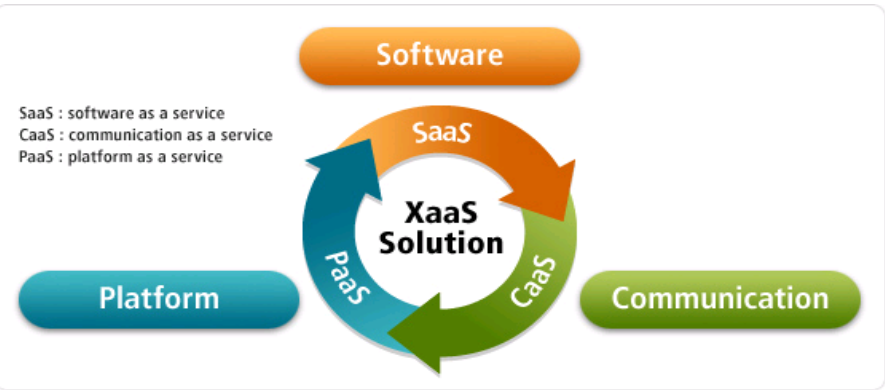 Software
SaaS : software as a service
CaaS : communication as a service
PaaS : platform as a service
SaaS
XaaS
Solution
PaaS
CaaS
Platform
Communication